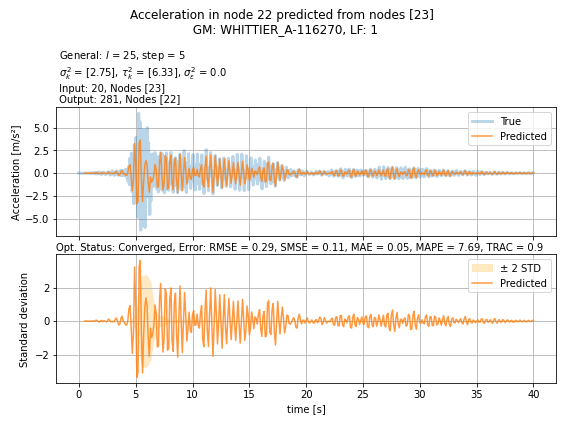 Acceleration in node 22 predicted from nodes [23]
GM: WHITTIER_A-116270, LF: 1
General: l = 25, step = 5
σ²ₖ = [2.75], τ²ₖ = [6.33], σ²ε = 0.0
Input: 20, Nodes [23]
Output: 281, Nodes [22]
Acceleration [m/s²]
5.0
2.5
0.0
−2.5
−5.0
True
Predicted
Opt. Status: Converged, Error: RMSE = 0.29, SMSE = 0.11, MAE = 0.05, MAPE = 7.69, TRAC = 0.9
Standard deviation
2
0
−2
± 2 STD
Predicted
0 5 10 15 20 25 30 35 40
time [s]